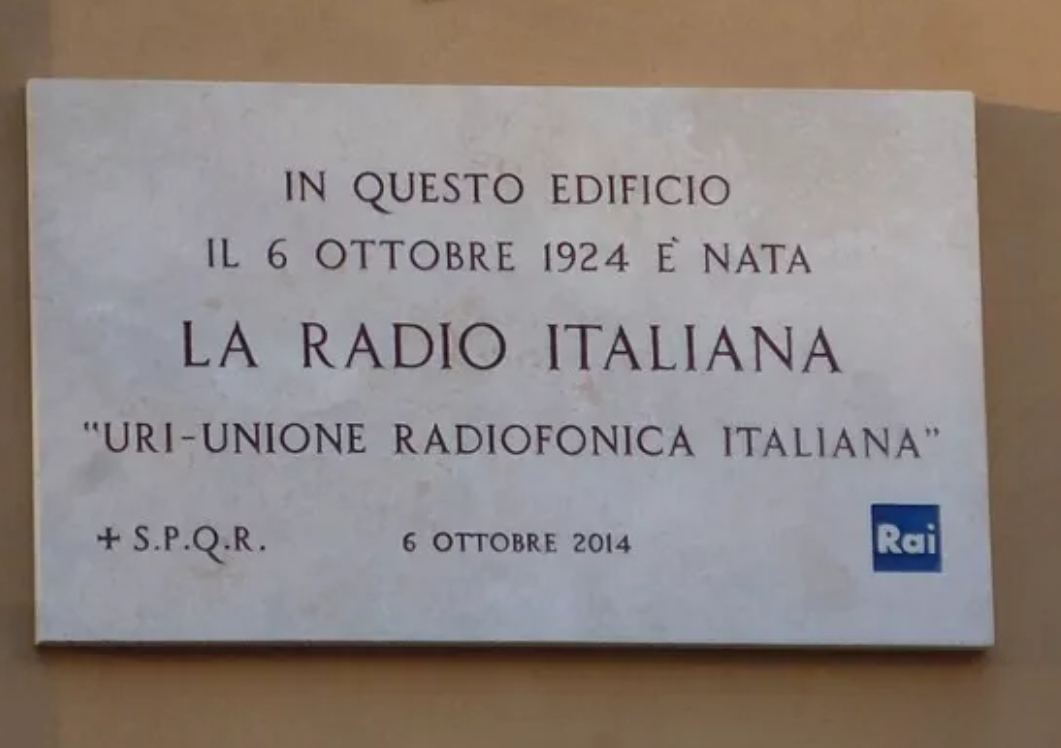 IN QUESTO EDIFICIO
IL 6 OTTOBRE 1924 È NATA
LA RADIO ITALIANA
"URI-UNIONE RADIOFONICA ITALIANA"
+ S.P.Q.R. 6 OTTOBRE 2014 Rai